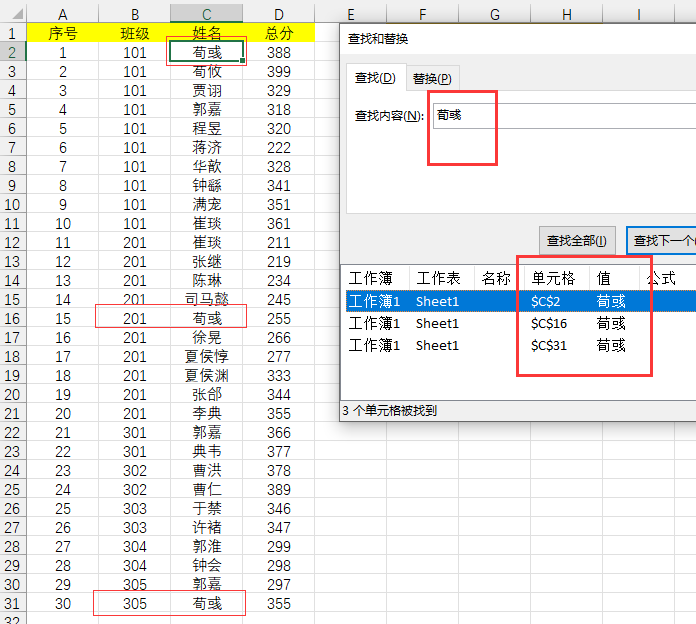 A B C D E F G H I
1 序号 班级 姓名 总分
2 1 101 荀彧 388
3 2 101 荀攸 399
4 3 101 贾诩 329
5 4 101 郭嘉 318
6 5 101 程昱 320
7 6 101 蒋济 222
8 7 101 华歆 328
9 8 101 钟繇 341
10 9 101 满宠 351
11 10 101 崔琰 361
12 11 201 崔琰 211
13 12 201 张继 219
14 13 201 陈琳 234
15 14 201 司马懿 245
16 15 201 荀彧 255
17 16 201 徐晃 266
18 17 201 夏侯惇 277
19 18 201 夏侯渊 333
20 19 201 张郃 344
21 20 201 李典 355
22 21 301 郭嘉 366
23 22 301 典韦 377
24 23 302 曹洪 378
25 24 302 曹仁 389
26 25 303 于禁 346
27 26 303 许褚 347
28 27 304 郭淮 299
29 28 304 钟会 298
30 29 305 郭嘉 297
31 30 305 荀彧 355
32
查找和替换
查找(D) 替换(P)
查找内容(N): 荀彧
查找全部(I) 查找下一个(
工作簿 工作表 名称 单元格 值 公式
工作簿1 Sheet1 $C$2 荀彧
工作簿1 Sheet1 $C$16 荀彧
工作簿1 Sheet1 $C$31 荀彧
3 个单元格被找到